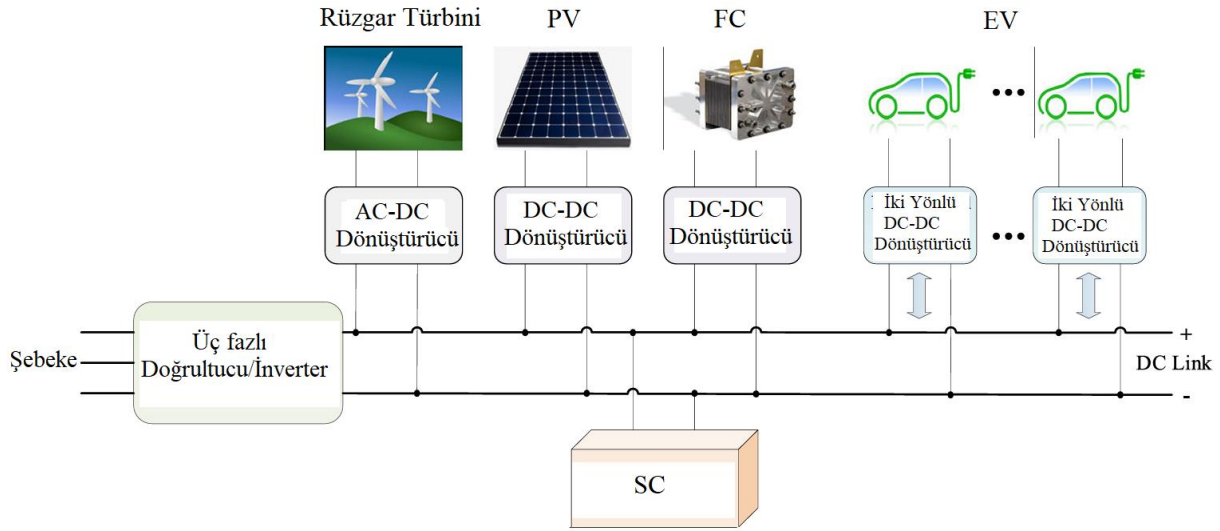 Rüzgar Türbini
PV
FC
EV
AC-DC
Dönüştürücü
DC-DC
Dönüştürücü
DC-DC
Dönüştürücü
İki Yönlü
DC-DC
Dönüştürücü
İki Yönlü
DC-DC
Dönüştürücü
Şebeke
Üç fazlı
Doğrultucu/İnverter
+
DC Link
-
SC